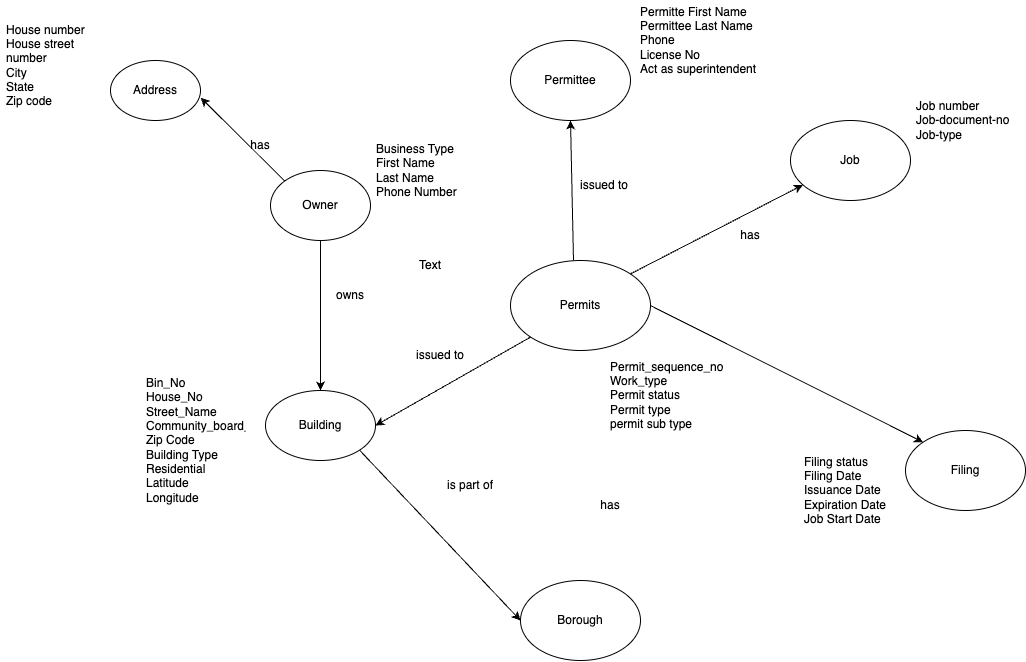 House number
House street
number
City
State
Zip code
Address
has
Business Type
First Name
Last Name
Phone Number
Owner
Permitte First Name
Permittee Last Name
Phone
License No
Act as superintendent
Permittee
Job number
Job-document-no
Job-type
Job
issued to
has
Text
owns
Permits
issued to
Permit_sequence_no
Work_type
Permit status
Permit type
permit sub type
Bin_No
House_No
Street_Name
Community_board_
Zip Code
Building Type
Residential
Latitude
Longitude
Building
Filing status
Filing Date
Issuance Date
Expiration Date
Job Start Date
Filing
is part of
has
Borough